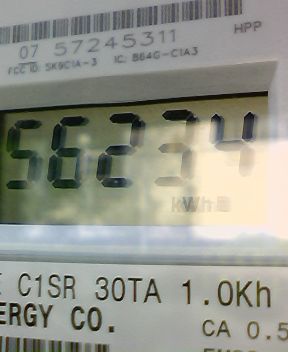 HPP
07 57245311
FCC ID: SK9C1A-3 IC: 864G-C1A3
56234
kWh
C1SR 30TA 1.0Kh
ERGY CO.
CA 0.5